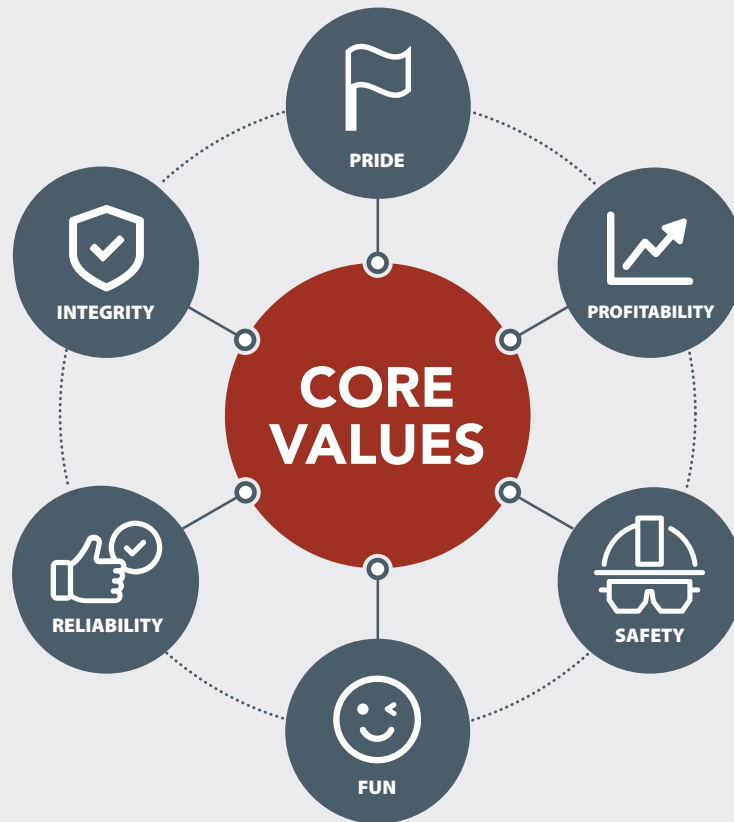 PRIDE
INTEGRITY
PROFITABILITY
CORE
VALUES
RELIABILITY
SAFETY
FUN